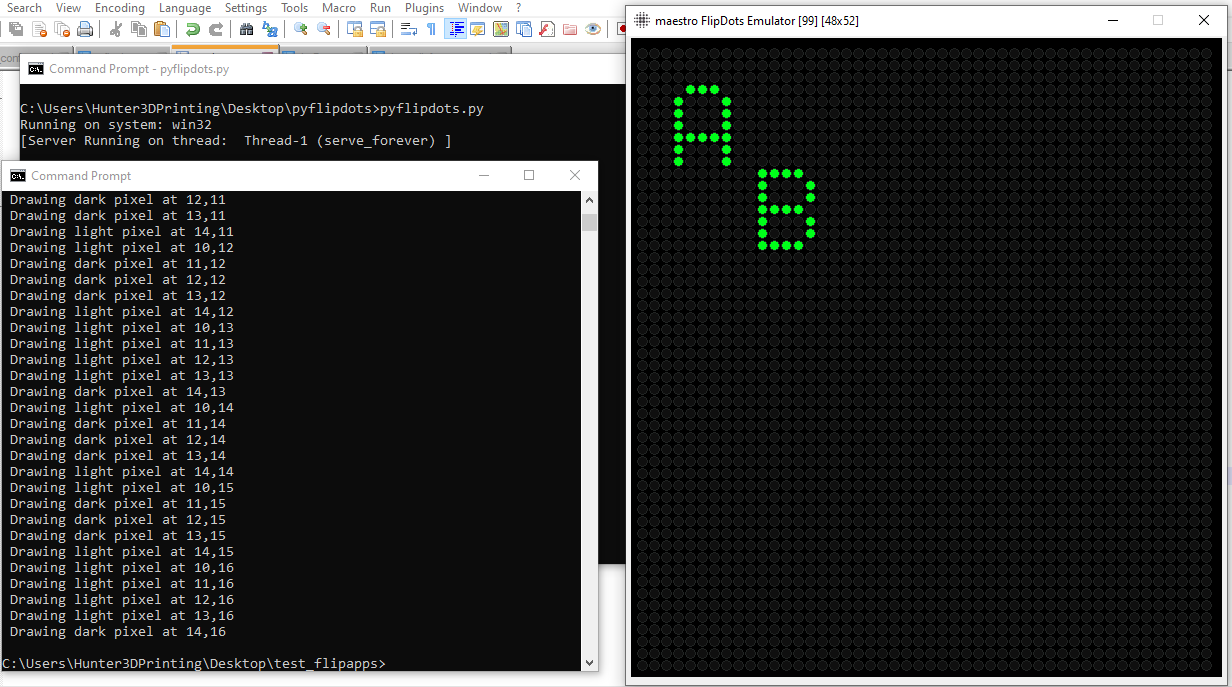 Search View Encoding Language Settings Tools Macro Run Plugins Window ?
maestro FlipDots Emulator [99] [48x52]
Command Prompt - pyflipdots.py
C:\Users\Hunter3DPrinting\Desktop\pyflipdots>pyflipdots.py
Running on system: win32
[Server Running on thread:  Thread-1 (serve_forever) ]
Command Prompt
Drawing dark pixel at 12,11
Drawing dark pixel at 13,11
Drawing light pixel at 14,11
Drawing light pixel at 10,12
Drawing dark pixel at 11,12
Drawing dark pixel at 12,12
Drawing dark pixel at 13,12
Drawing light pixel at 14,12
Drawing light pixel at 10,13
Drawing light pixel at 11,13
Drawing light pixel at 12,13
Drawing light pixel at 13,13
Drawing dark pixel at 14,13
Drawing light pixel at 10,14
Drawing dark pixel at 11,14
Drawing dark pixel at 12,14
Drawing dark pixel at 13,14
Drawing light pixel at 14,14
Drawing light pixel at 10,15
Drawing dark pixel at 11,15
Drawing dark pixel at 12,15
Drawing dark pixel at 13,15
Drawing light pixel at 14,15
Drawing light pixel at 10,16
Drawing light pixel at 11,16
Drawing light pixel at 12,16
Drawing light pixel at 13,16
Drawing dark pixel at 14,16
C:\Users\Hunter3DPrinting\Desktop\test_flipapps>
A
B